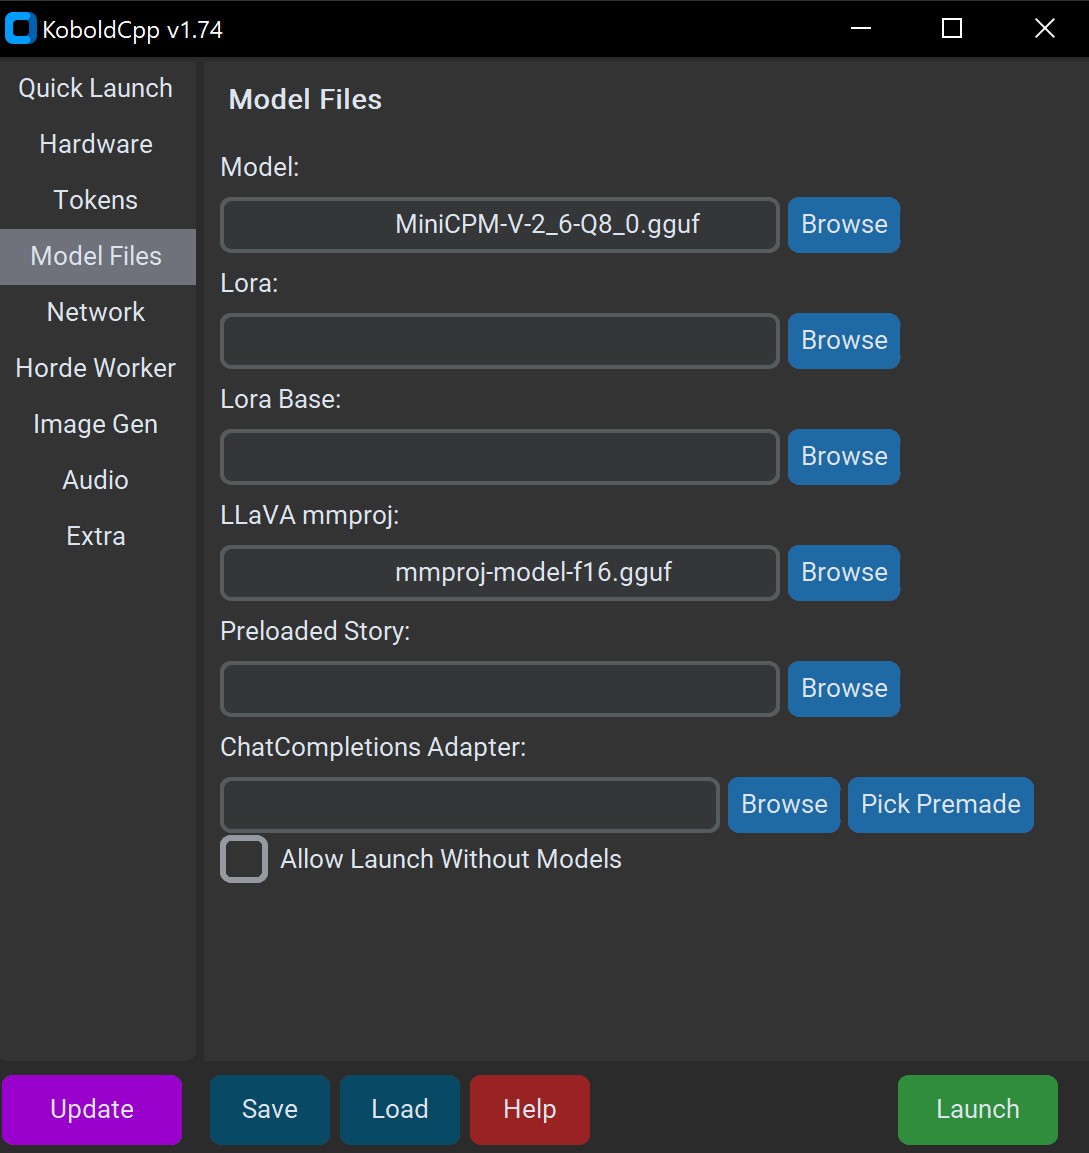 KoboldCpp v1.74
Quick Launch
Hardware
Tokens
Model Files
Network
Horde Worker
Image Gen
Audio
Extra
Model Files
Model:
MiniCPM-V-2_6-Q8_0.gguf Browse
Lora:
Browse
Lora Base:
Browse
LLaVA mmproj:
mmproj-model-f16.gguf Browse
Preloaded Story:
Browse
ChatCompletions Adapter:
Browse Pick Premade
Allow Launch Without Models
Update Save Load Help Launch